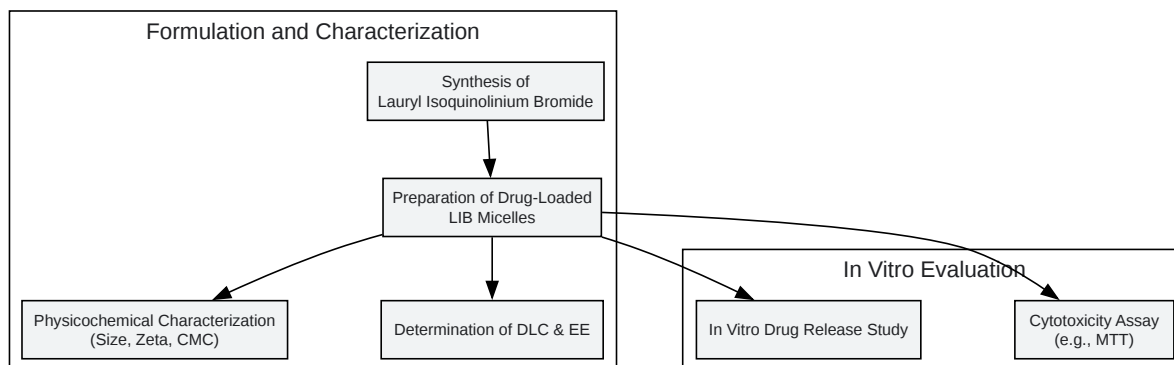 Formulation and Characterization
Synthesis of
Lauryl Isoquinolinium Bromide
Preparation of Drug-Loaded
LIB Micelles
In Vitro Evaluation
Physicochemical Characterization
(Size, Zeta, CMC)
Determination of DLC & EE
In Vitro Drug Release Study
Cytotoxicity Assay
(e.g., MTT)